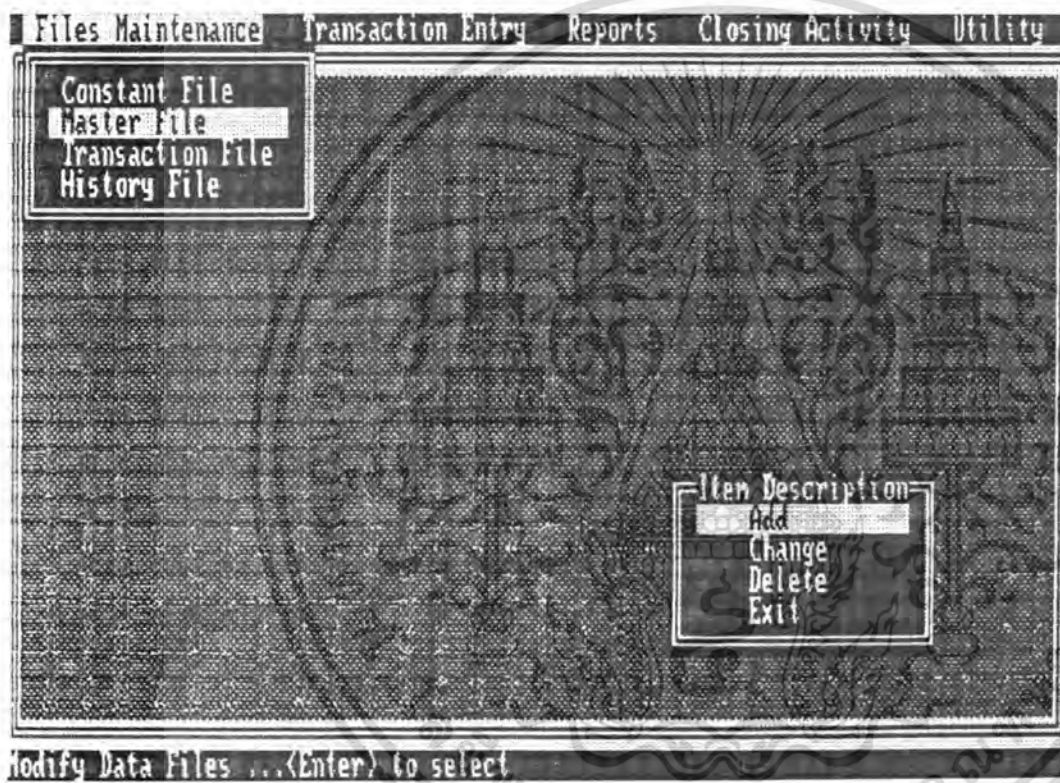 Files Maintenance Transaction Entry Reports Closing Activity Utility
Constant File
Master File
Transaction File
History File
Item Description
Add
Change
Delete
Exit
Modify Data Files ...<Enter> to select